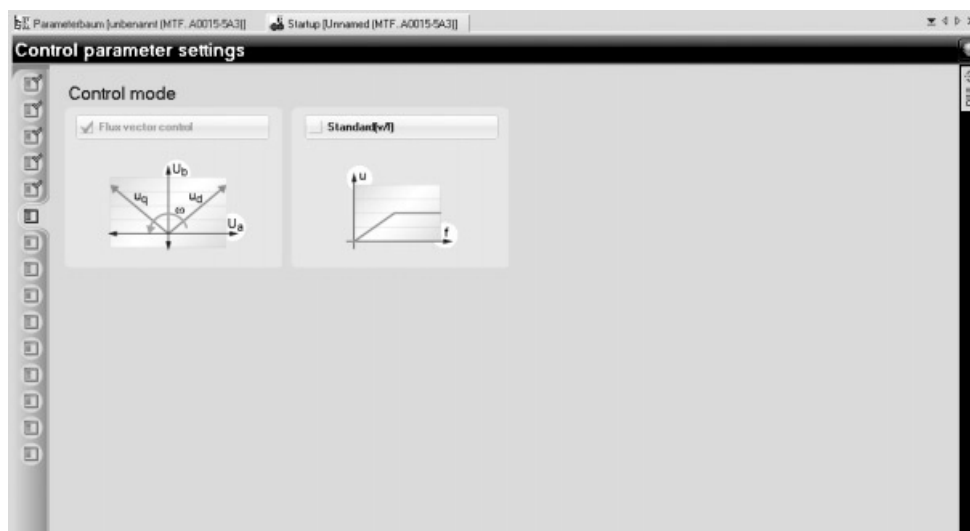 Parameterbaum [unbenannt (MTF..A0015-5A3)] Startup [Unnamed (MTF..A0015-5A3)]
Control parameter settings
Control mode
Flux vector control Standard(v/f)
Ub
uq ud
ω
Ua
u
f